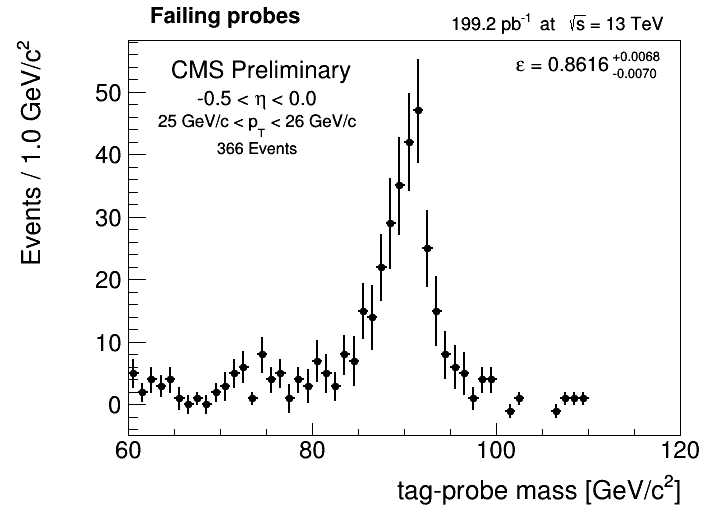 Failing probes
199.2 pb⁻¹ at √s = 13 TeV
CMS Preliminary
-0.5 < η < 0.0
25 GeV/c < p_T < 26 GeV/c
366 Events
ε = 0.8616 +0.0068 -0.0070
Events / 1.0 GeV/c²
50
40
30
20
10
0
60 80 100 120
tag-probe mass [GeV/c²]